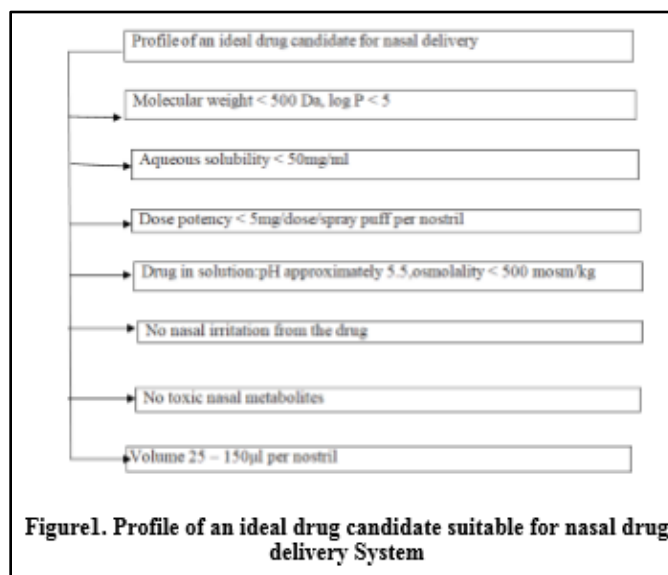 Profile of an ideal drug candidate for nasal delivery
Molecular weight < 500 Da, log P < 5
Aqueous solubility < 50mg/ml
Dose potency < 5mg/dose/spray puff per nostril
Drug in solution:pH approximately 5.5,osmolality < 500 mosm/kg
No nasal irritation from the drug
No toxic nasal metabolites
Volume 25 – 150µl per nostril
Figure1. Profile of an ideal drug candidate suitable for nasal drug
delivery System